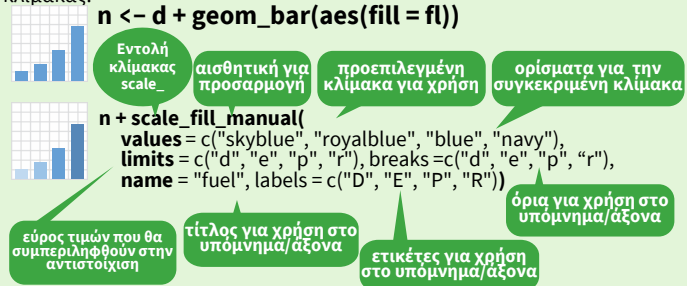 κλίμακας.
n <– d + geom_bar(aes(fill = fl))
Εντολή
κλίμακας
scale_
αισθητική για
προσαρμογή
προεπιλεγμένη
κλίμακα για χρήση
ορίσματα για την
συγκεκριμένη κλίμακα
n + scale_fill_manual(
values = c("skyblue", "royalblue", "blue", "navy"),
limits = c("d", "e", "p", "r"), breaks =c("d", "e", "p", “r"),
name = "fuel", labels = c("D", "E", "P", "R"))
εύρος τιμών που θα
συμπεριληφθούν στην
αντιστοίχιση
τίτλος για χρήση στο
υπόμνημα/άξονα
ετικέτες για χρήση
στο υπόμνημα/άξονα
όρια για χρήση στο
υπόμνημα/άξονα